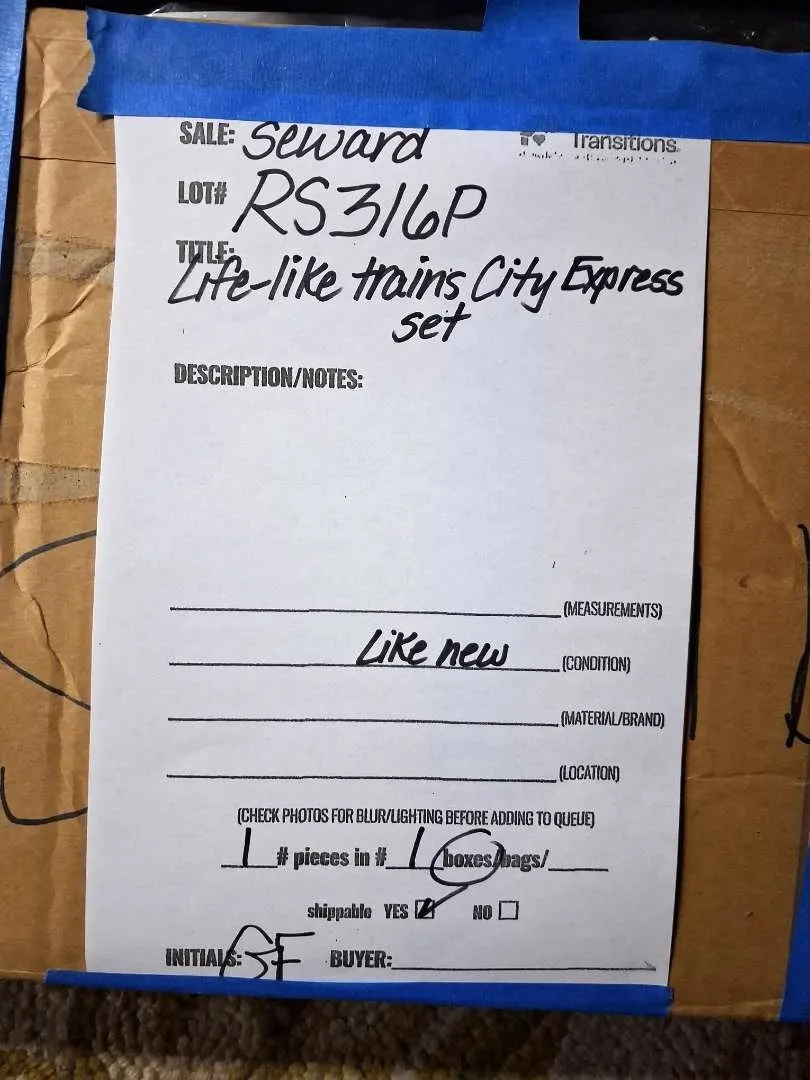 SALE: Seward
Transitions
LOT# RS316P
TITLE:
Life-like trains City Express
set
DESCRIPTION/NOTES:
(MEASUREMENTS)
Like new (CONDITION)
(MATERIAL/BRAND)
(LOCATION)
(CHECK PHOTOS FOR BLUR/LIGHTING BEFORE ADDING TO QUEUE)
1 # pieces in # 1 boxes/bags/
shippable YES NO
INITIALS: BUYER: